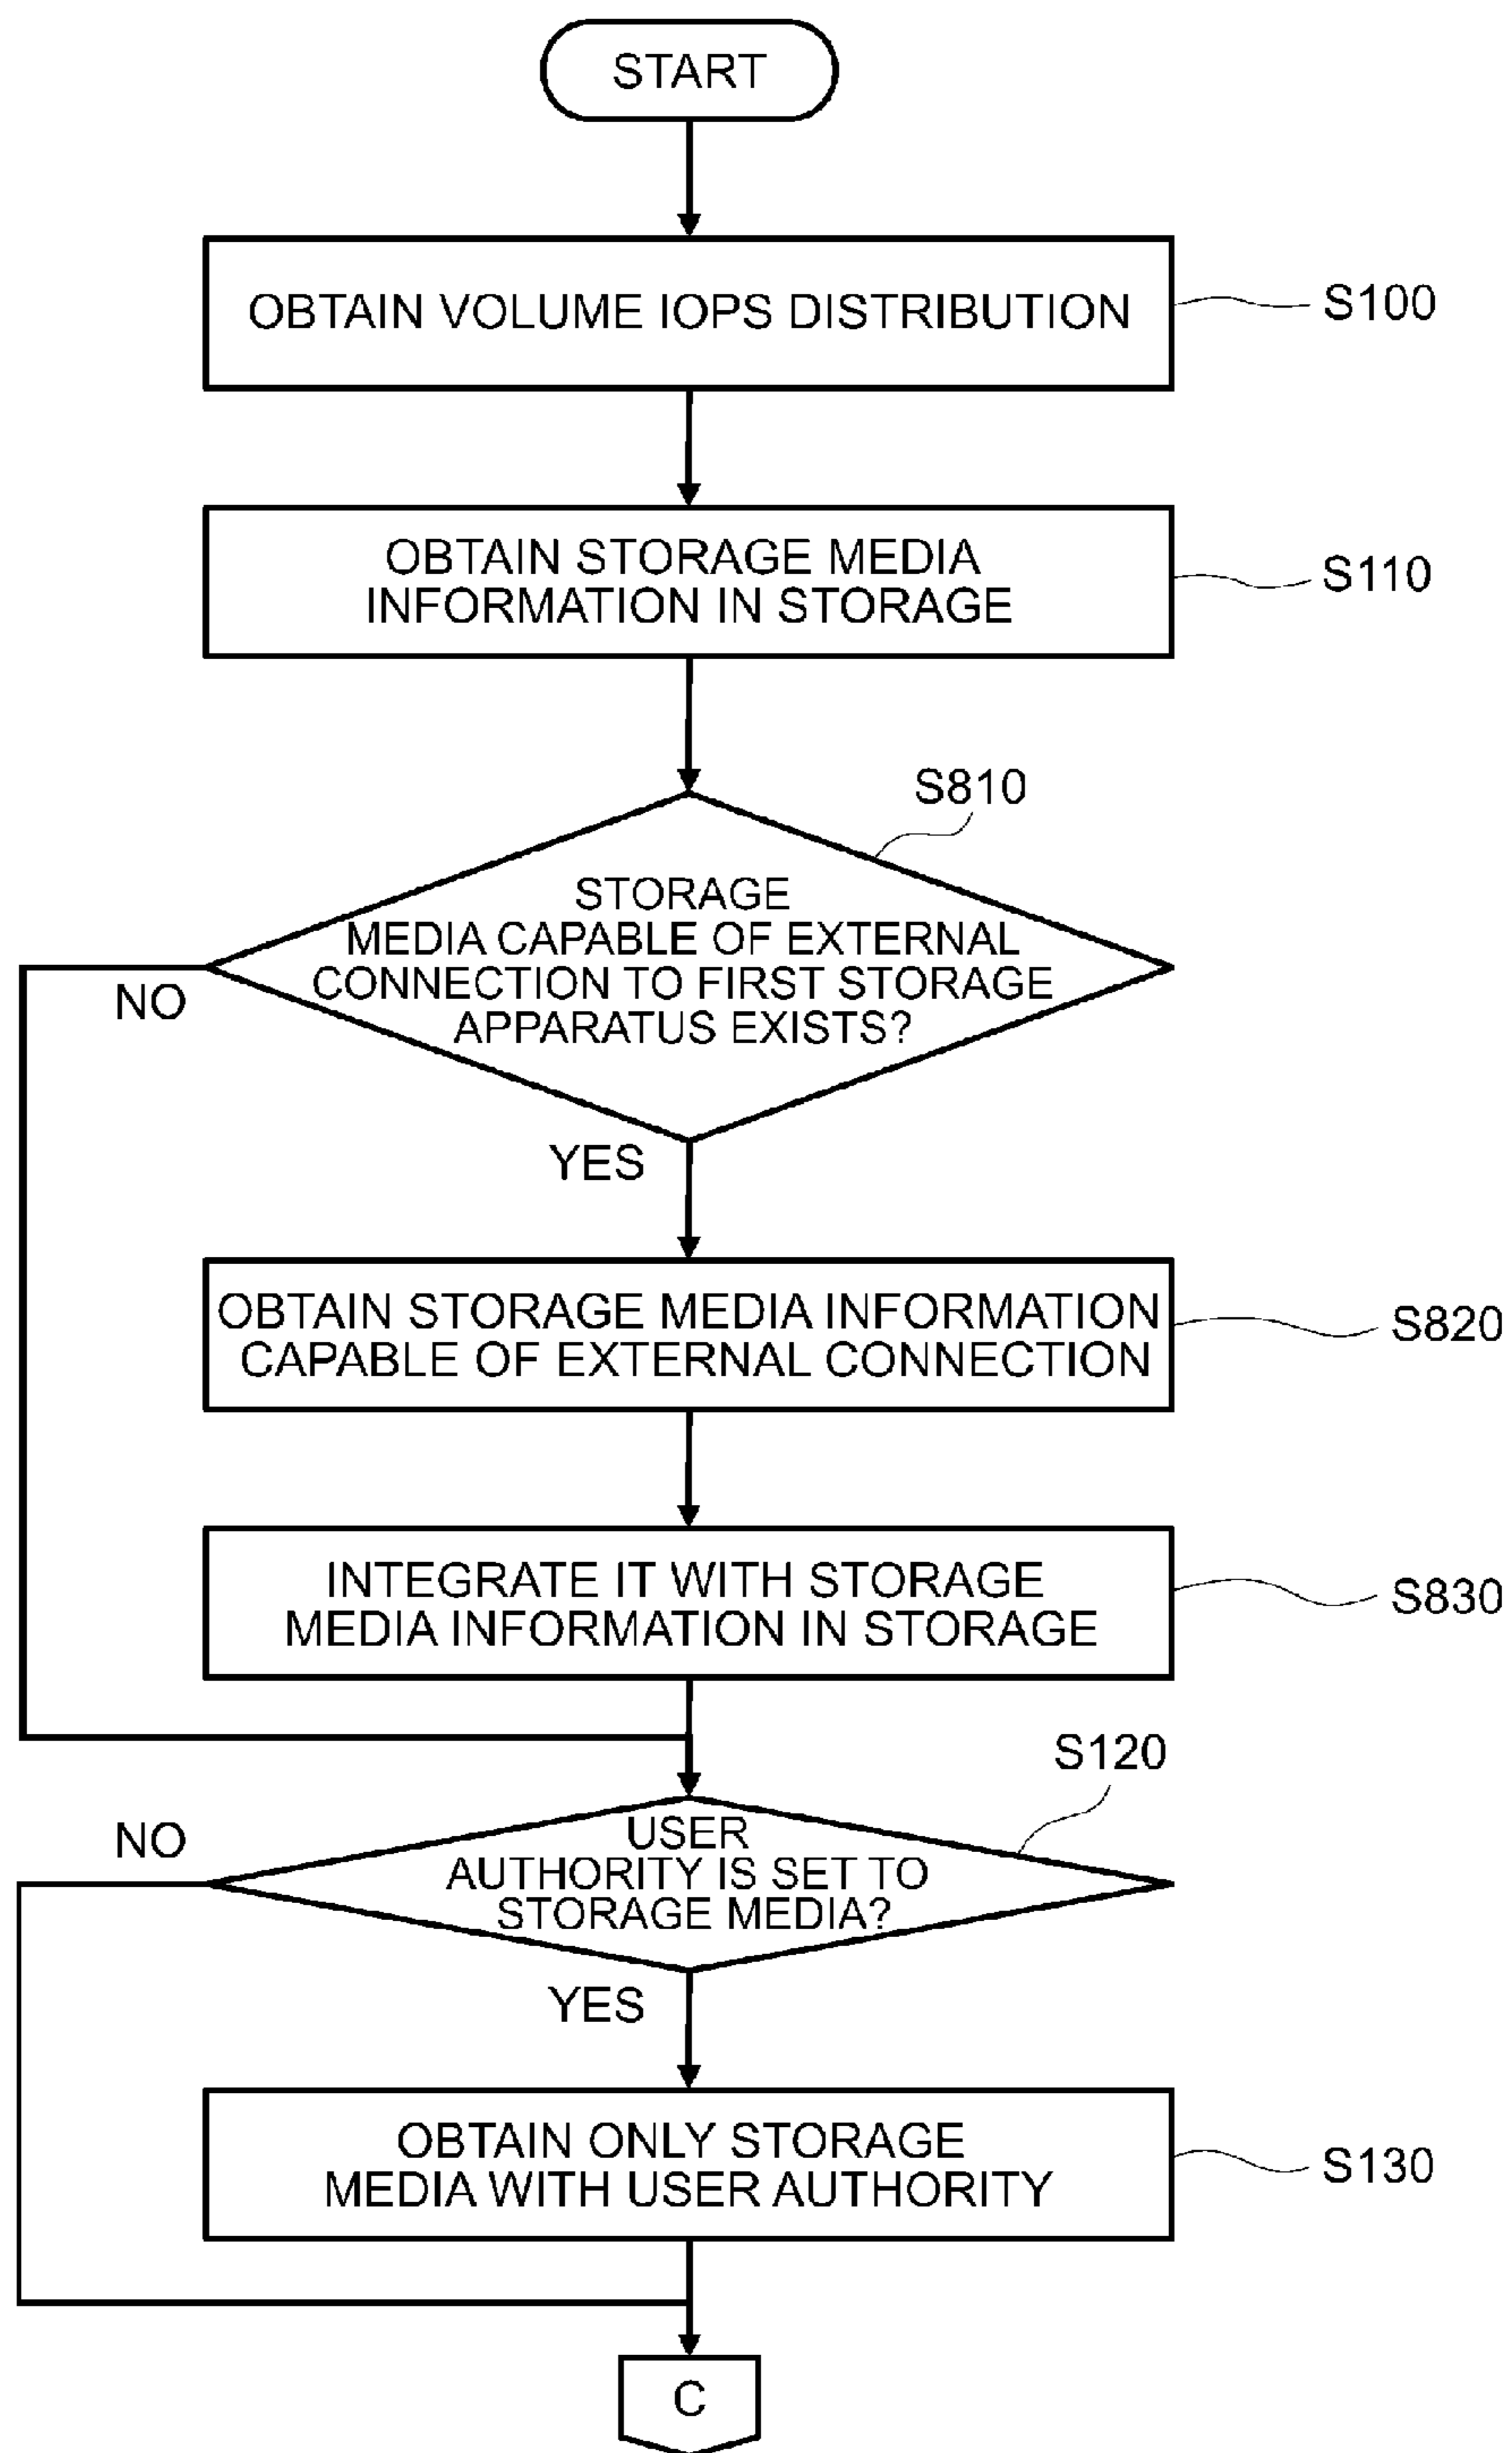 START
OBTAIN VOLUME IOPS DISTRIBUTION
S100
OBTAIN STORAGE MEDIA
INFORMATION IN STORAGE
S110
S810
STORAGE
MEDIA CAPABLE OF EXTERNAL
CONNECTION TO FIRST STORAGE
APPARATUS EXISTS?
NO
YES
OBTAIN STORAGE MEDIA INFORMATION
CAPABLE OF EXTERNAL CONNECTION
S820
INTEGRATE IT WITH STORAGE
MEDIA INFORMATION IN STORAGE
S830
S120
NO
USER
AUTHORITY IS SET TO
STORAGE MEDIA?
YES
OBTAIN ONLY STORAGE
MEDIA WITH USER AUTHORITY
S130
C